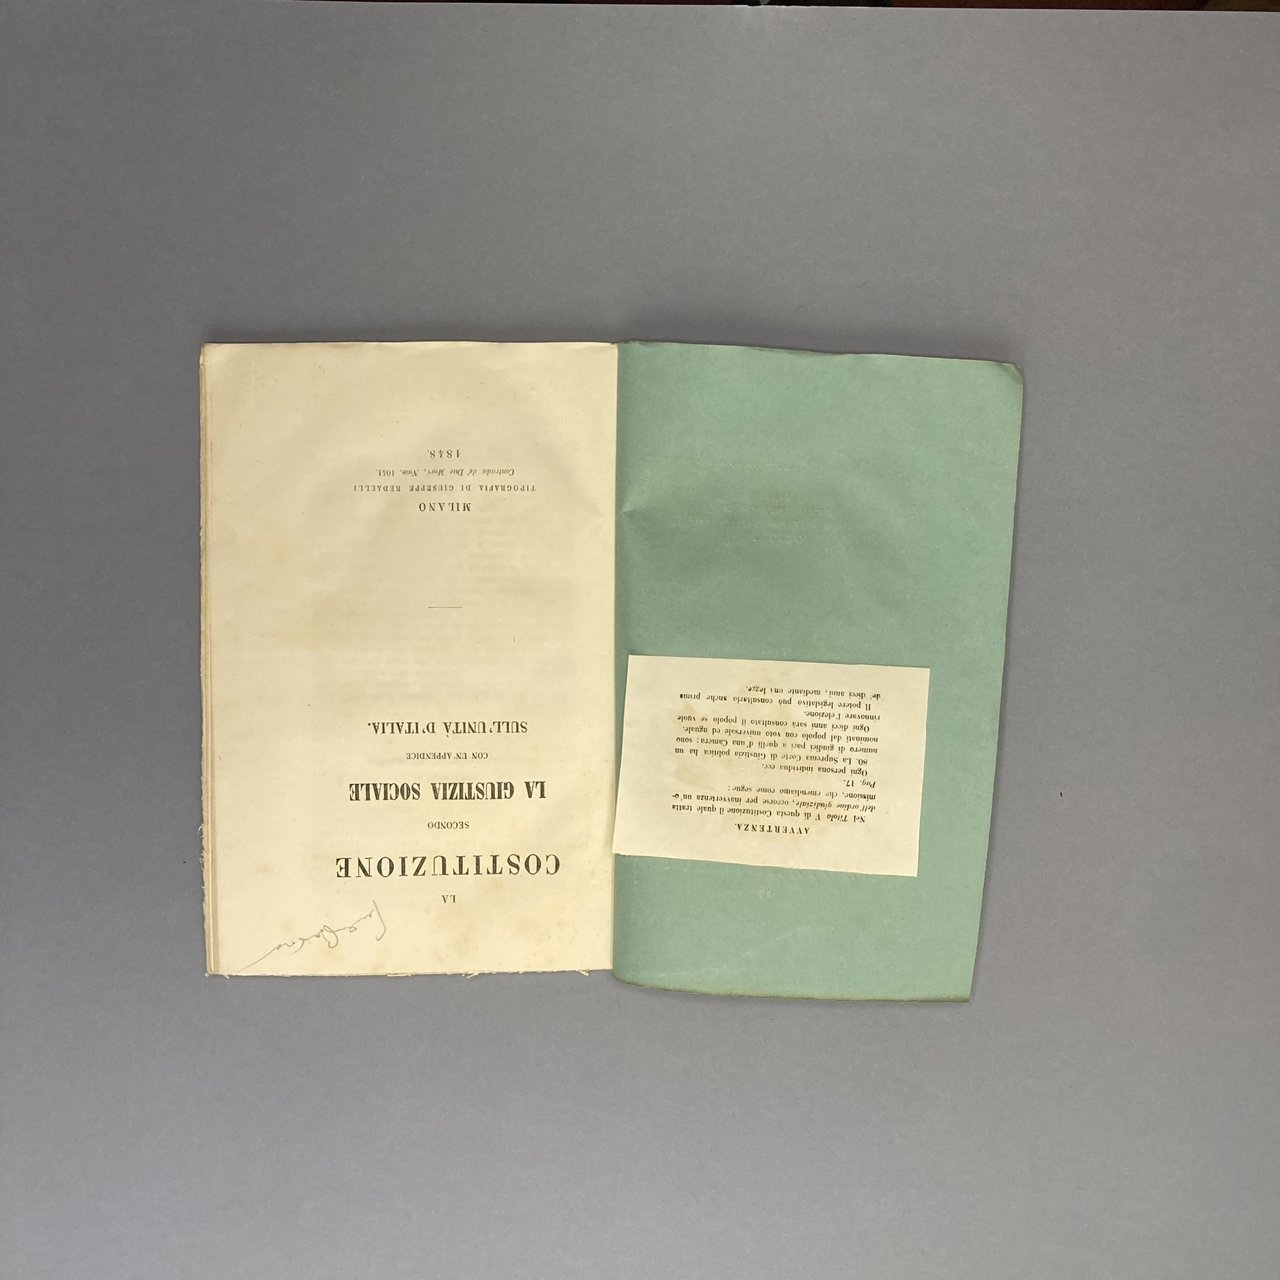 AVVERTENZA.
Nel Titolo V di questa Costituzione il quale tratta
dell'ordine giudiziale, occorse per inavvertenza un'o-
missione, che emendiamo come segue:
Pag. 17.
Ogni persona individua ecc.
80. La Suprema Corte di Giustizia politica ha un
numero di giudici pari a quelli d'una Camera: sono
nominati dal popolo con voto universale ed uguale.
Ogni dieci anni sarà consultato il popolo se vuole
rinnovare l'elezione.
Il potere legislativo può consultarlo anche prima
de' dieci anni, mediante una legge.
LA
COSTITUZIONE
SECONDO
LA GIUSTIZIA SOCIALE
CON UN APPENDICE
SULL'UNITÀ D'ITALIA.
MILANO
TIPOGRAFIA DI GIUSEPPE REDAELLI
Contrada de' Due Muri, Num. 1041.
1848.